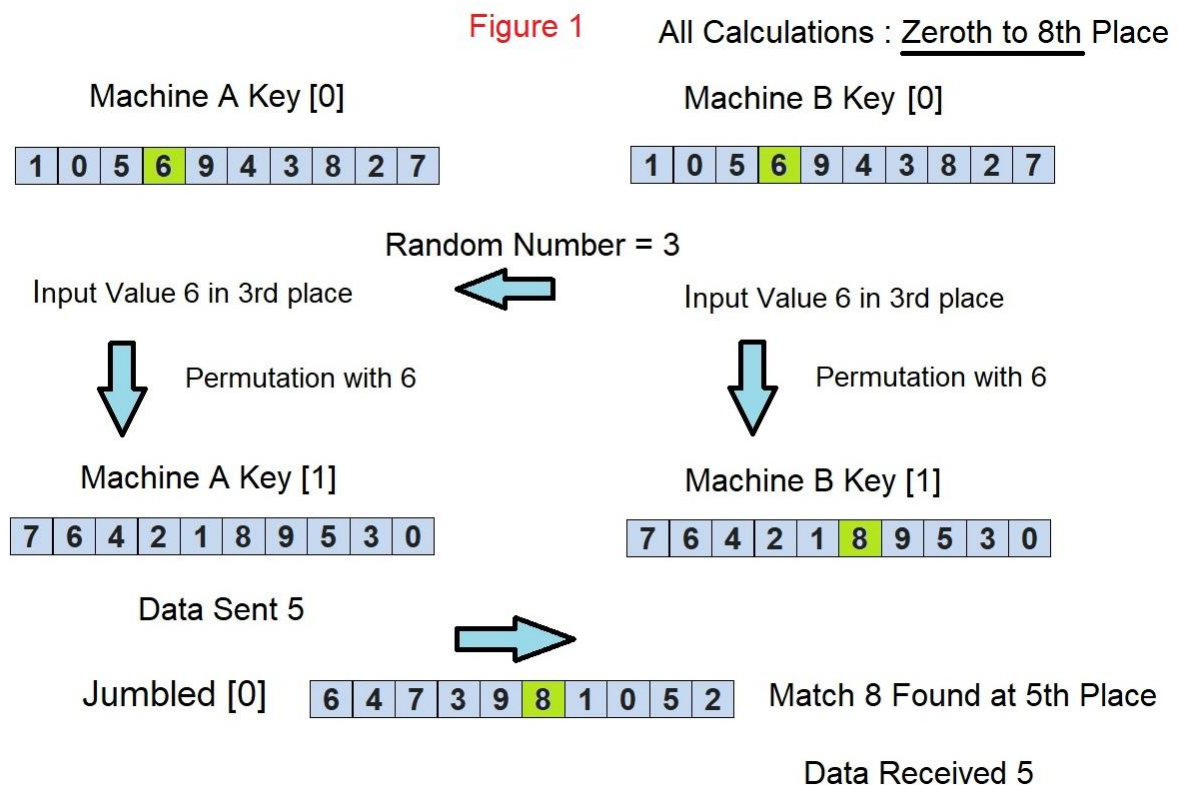 Figure 1
All Calculations : Zeroth to 8th Place
Machine A Key [0]
Machine B Key [0]
1 0 5 6 9 4 3 8 2 7
1 0 5 6 9 4 3 8 2 7
Random Number = 3
Input Value 6 in 3rd place
Input Value 6 in 3rd place
Permutation with 6
Permutation with 6
Machine A Key [1]
Machine B Key [1]
7 6 4 2 1 8 9 5 3 0
7 6 4 2 1 8 9 5 3 0
Data Sent 5
Jumbled [0]
6 4 7 3 9 8 1 0 5 2
Match 8 Found at 5th Place
Data Received 5